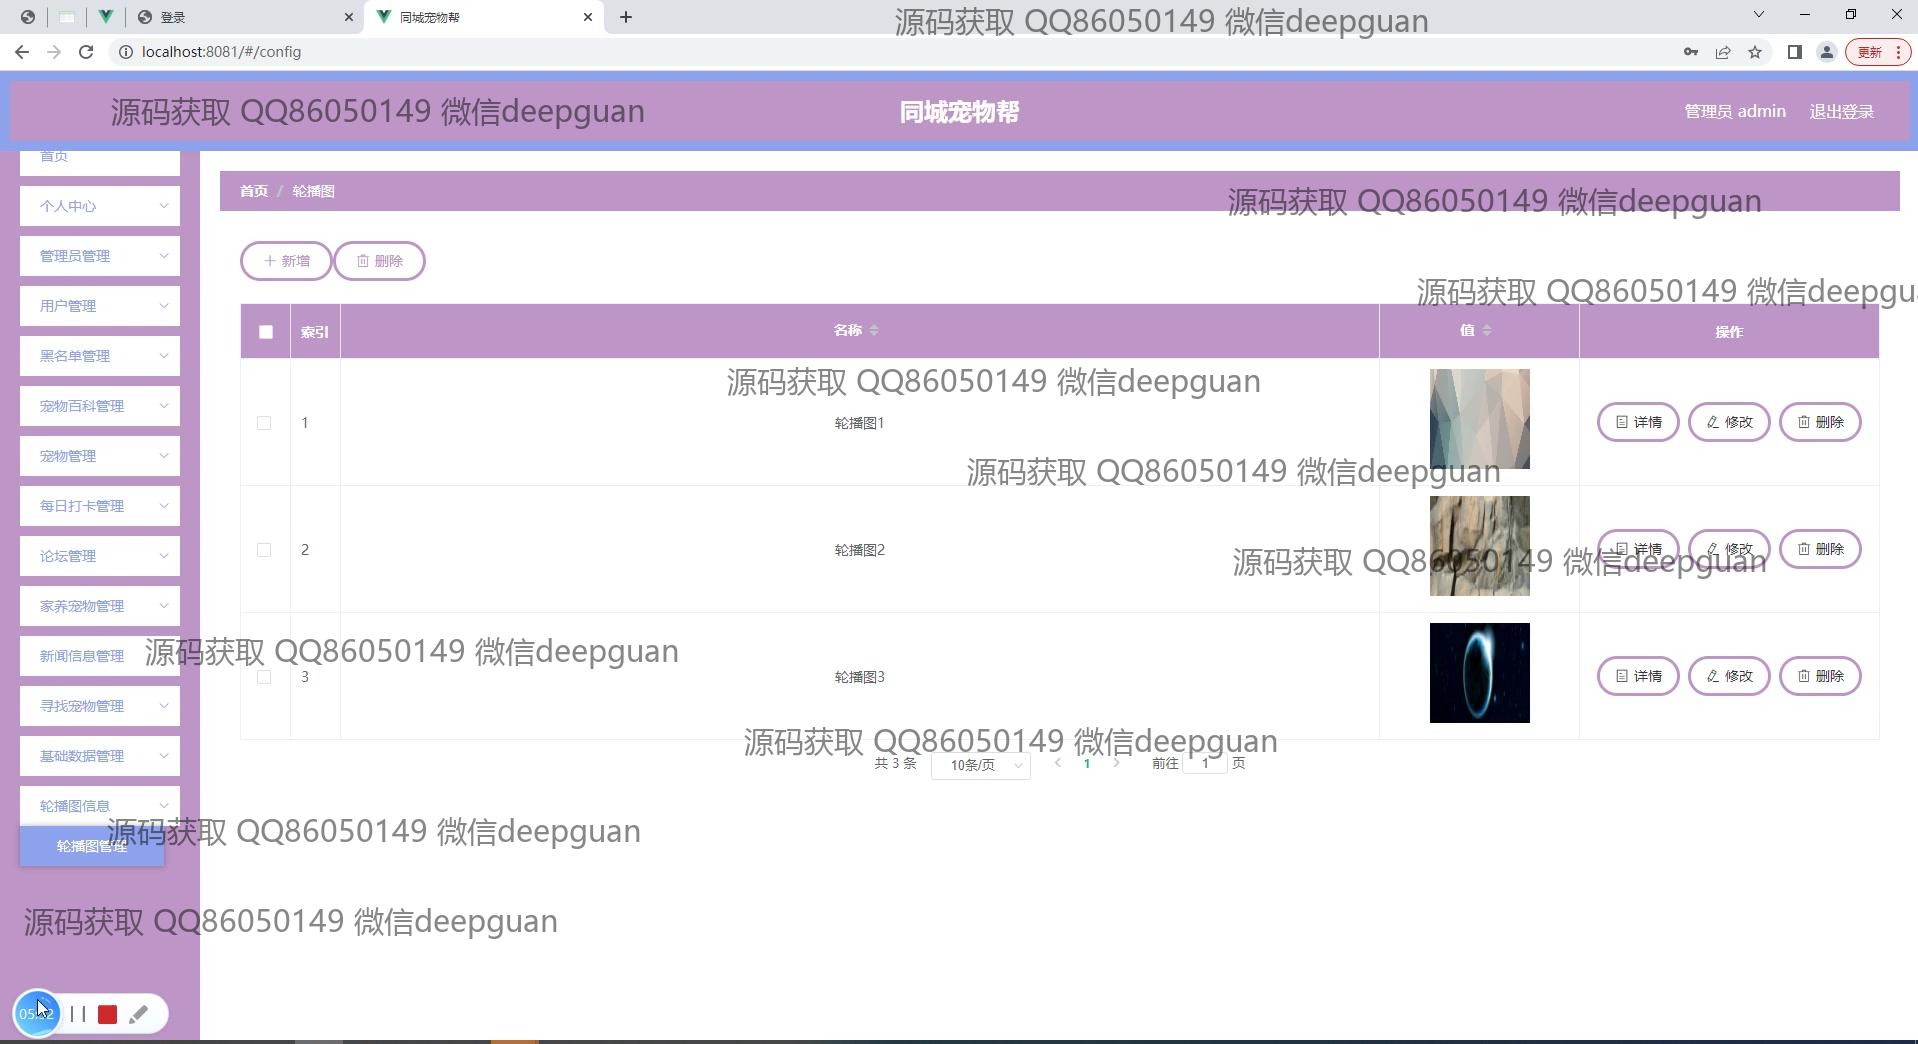 登录
同城宠物帮
源码获取 QQ86050149 微信deepguan
localhost:8081/#/config
更新
源码获取 QQ86050149 微信deepguan
同城宠物帮
管理员 admin
退出登录
首页
首页 / 轮播图
源码获取 QQ86050149 微信deepguan
个人中心
管理员管理
新增
删除
源码获取 QQ86050149 微信deepgu
用户管理
索引
名称
值
操作
黑名单管理
源码获取 QQ86050149 微信deepguan
宠物百科管理
1
轮播图1
详情
修改
删除
宠物管理
源码获取 QQ86050149 微信deepguan
每日打卡管理
论坛管理
2
轮播图2
详情
修改
删除
源码获取 QQ86050149 微信deepguan
家养宠物管理
新闻信息管理
源码获取 QQ86050149 微信deepguan
3
轮播图3
详情
修改
删除
寻找宠物管理
源码获取 QQ86050149 微信deepguan
基础数据管理
共 3 条
10条/页
1
前往 1 页
轮播图信息
源码获取 QQ86050149 微信deepguan
轮播图管理
源码获取 QQ86050149 微信deepguan